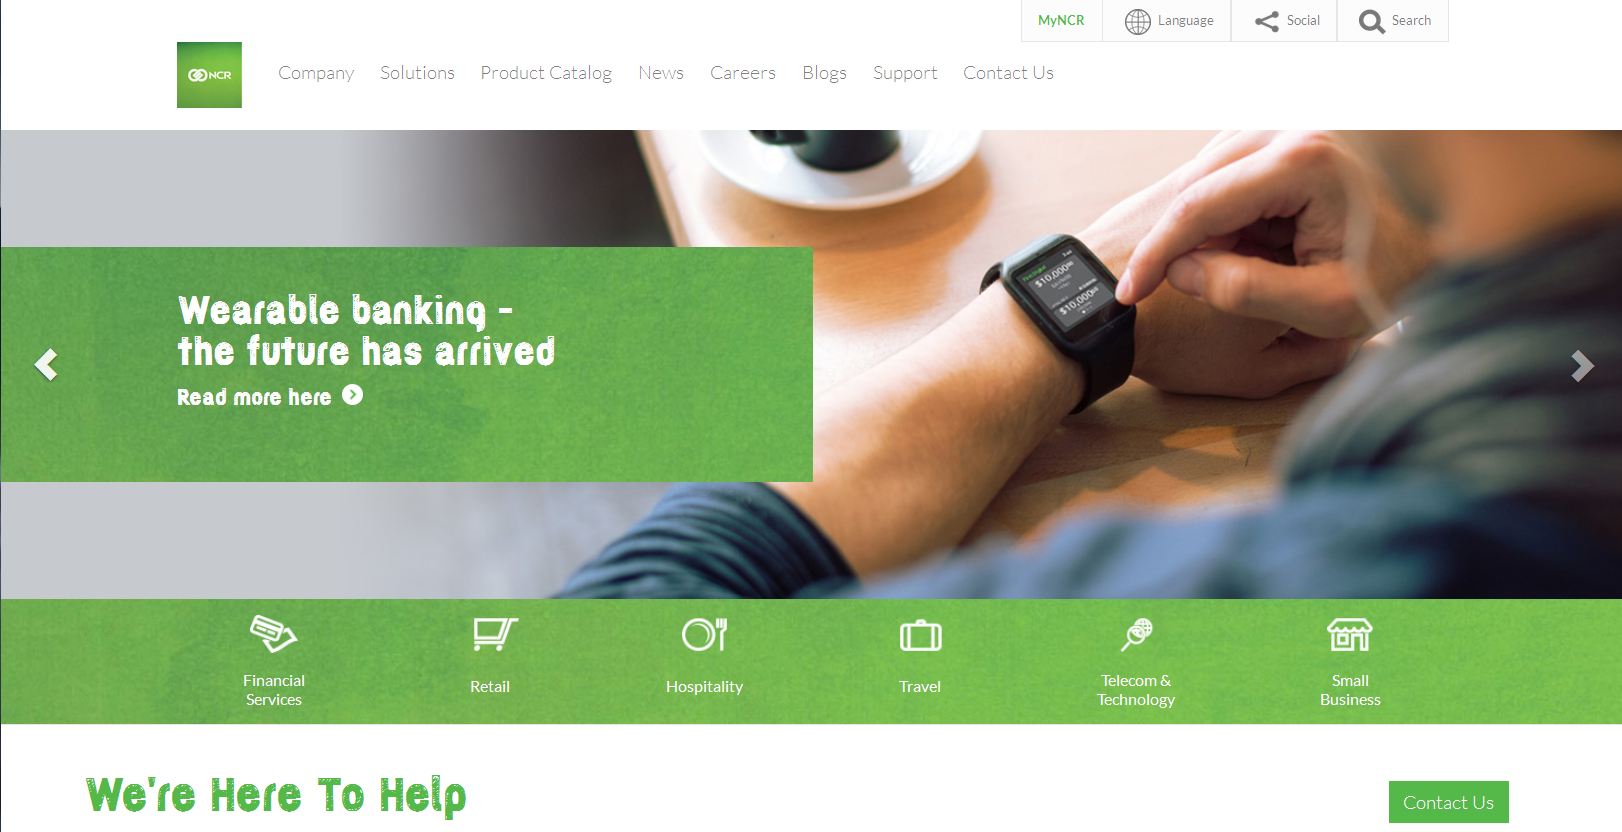 MyNCR
Language
Social
Search
NCR
Company
Solutions
Product Catalog
News
Careers
Blogs
Support
Contact Us
$10,000
$10,000
Wearable banking -
the future has arrived
Read more here
Financial
Services
Retail
Hospitality
Travel
Telecom &
Technology
Small
Business
We're Here To Help
Contact Us